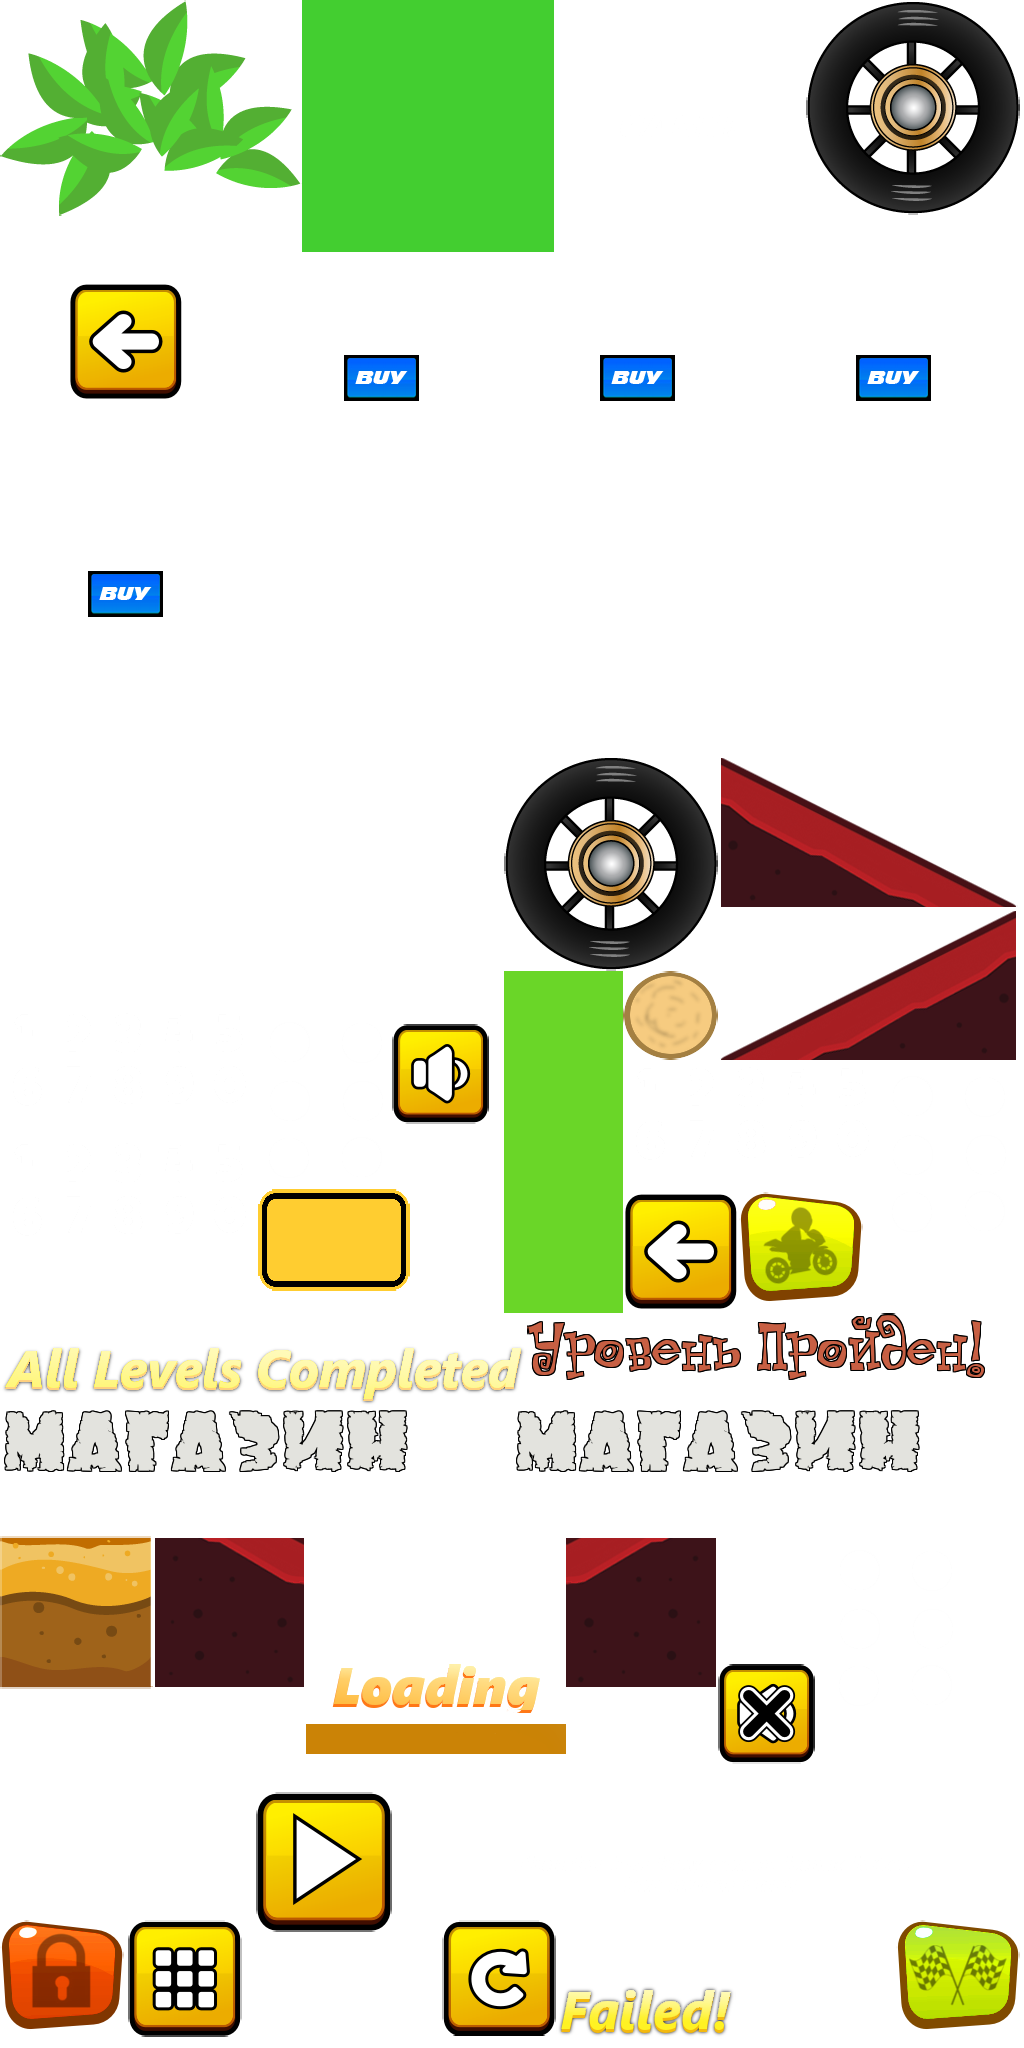 BUY
BUY
BUY
BUY
Уровень Пройден!
All Levels Completed
МАГАЗИН
МАГАЗИН
Loading
Failed!